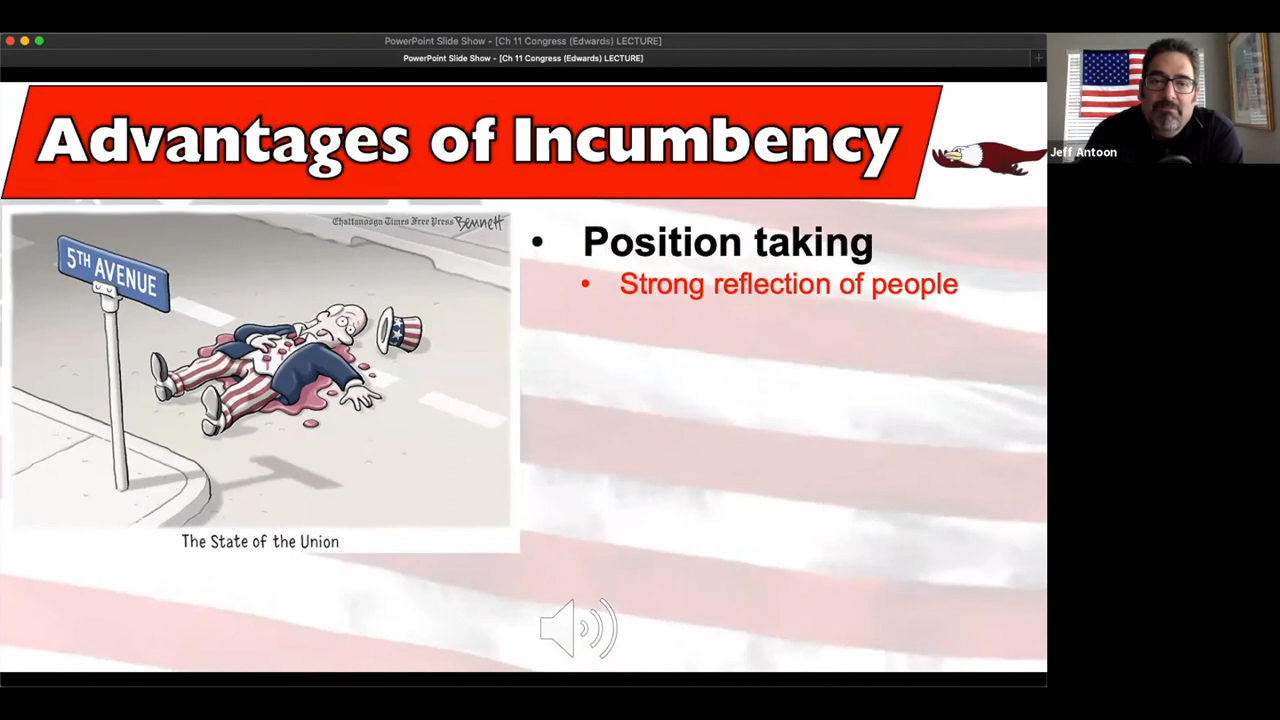 PowerPoint Slide Show - [Ch 11 Congress (Edwards) LECTURE]
PowerPoint Slide Show - [Ch 11 Congress (Edwards) LECTURE]
Advantages of Incumbency
Jeff Antoon
Chattanooga Times Free Press Bennett
5TH AVENUE
• Position taking
• Strong reflection of people
The State of the Union